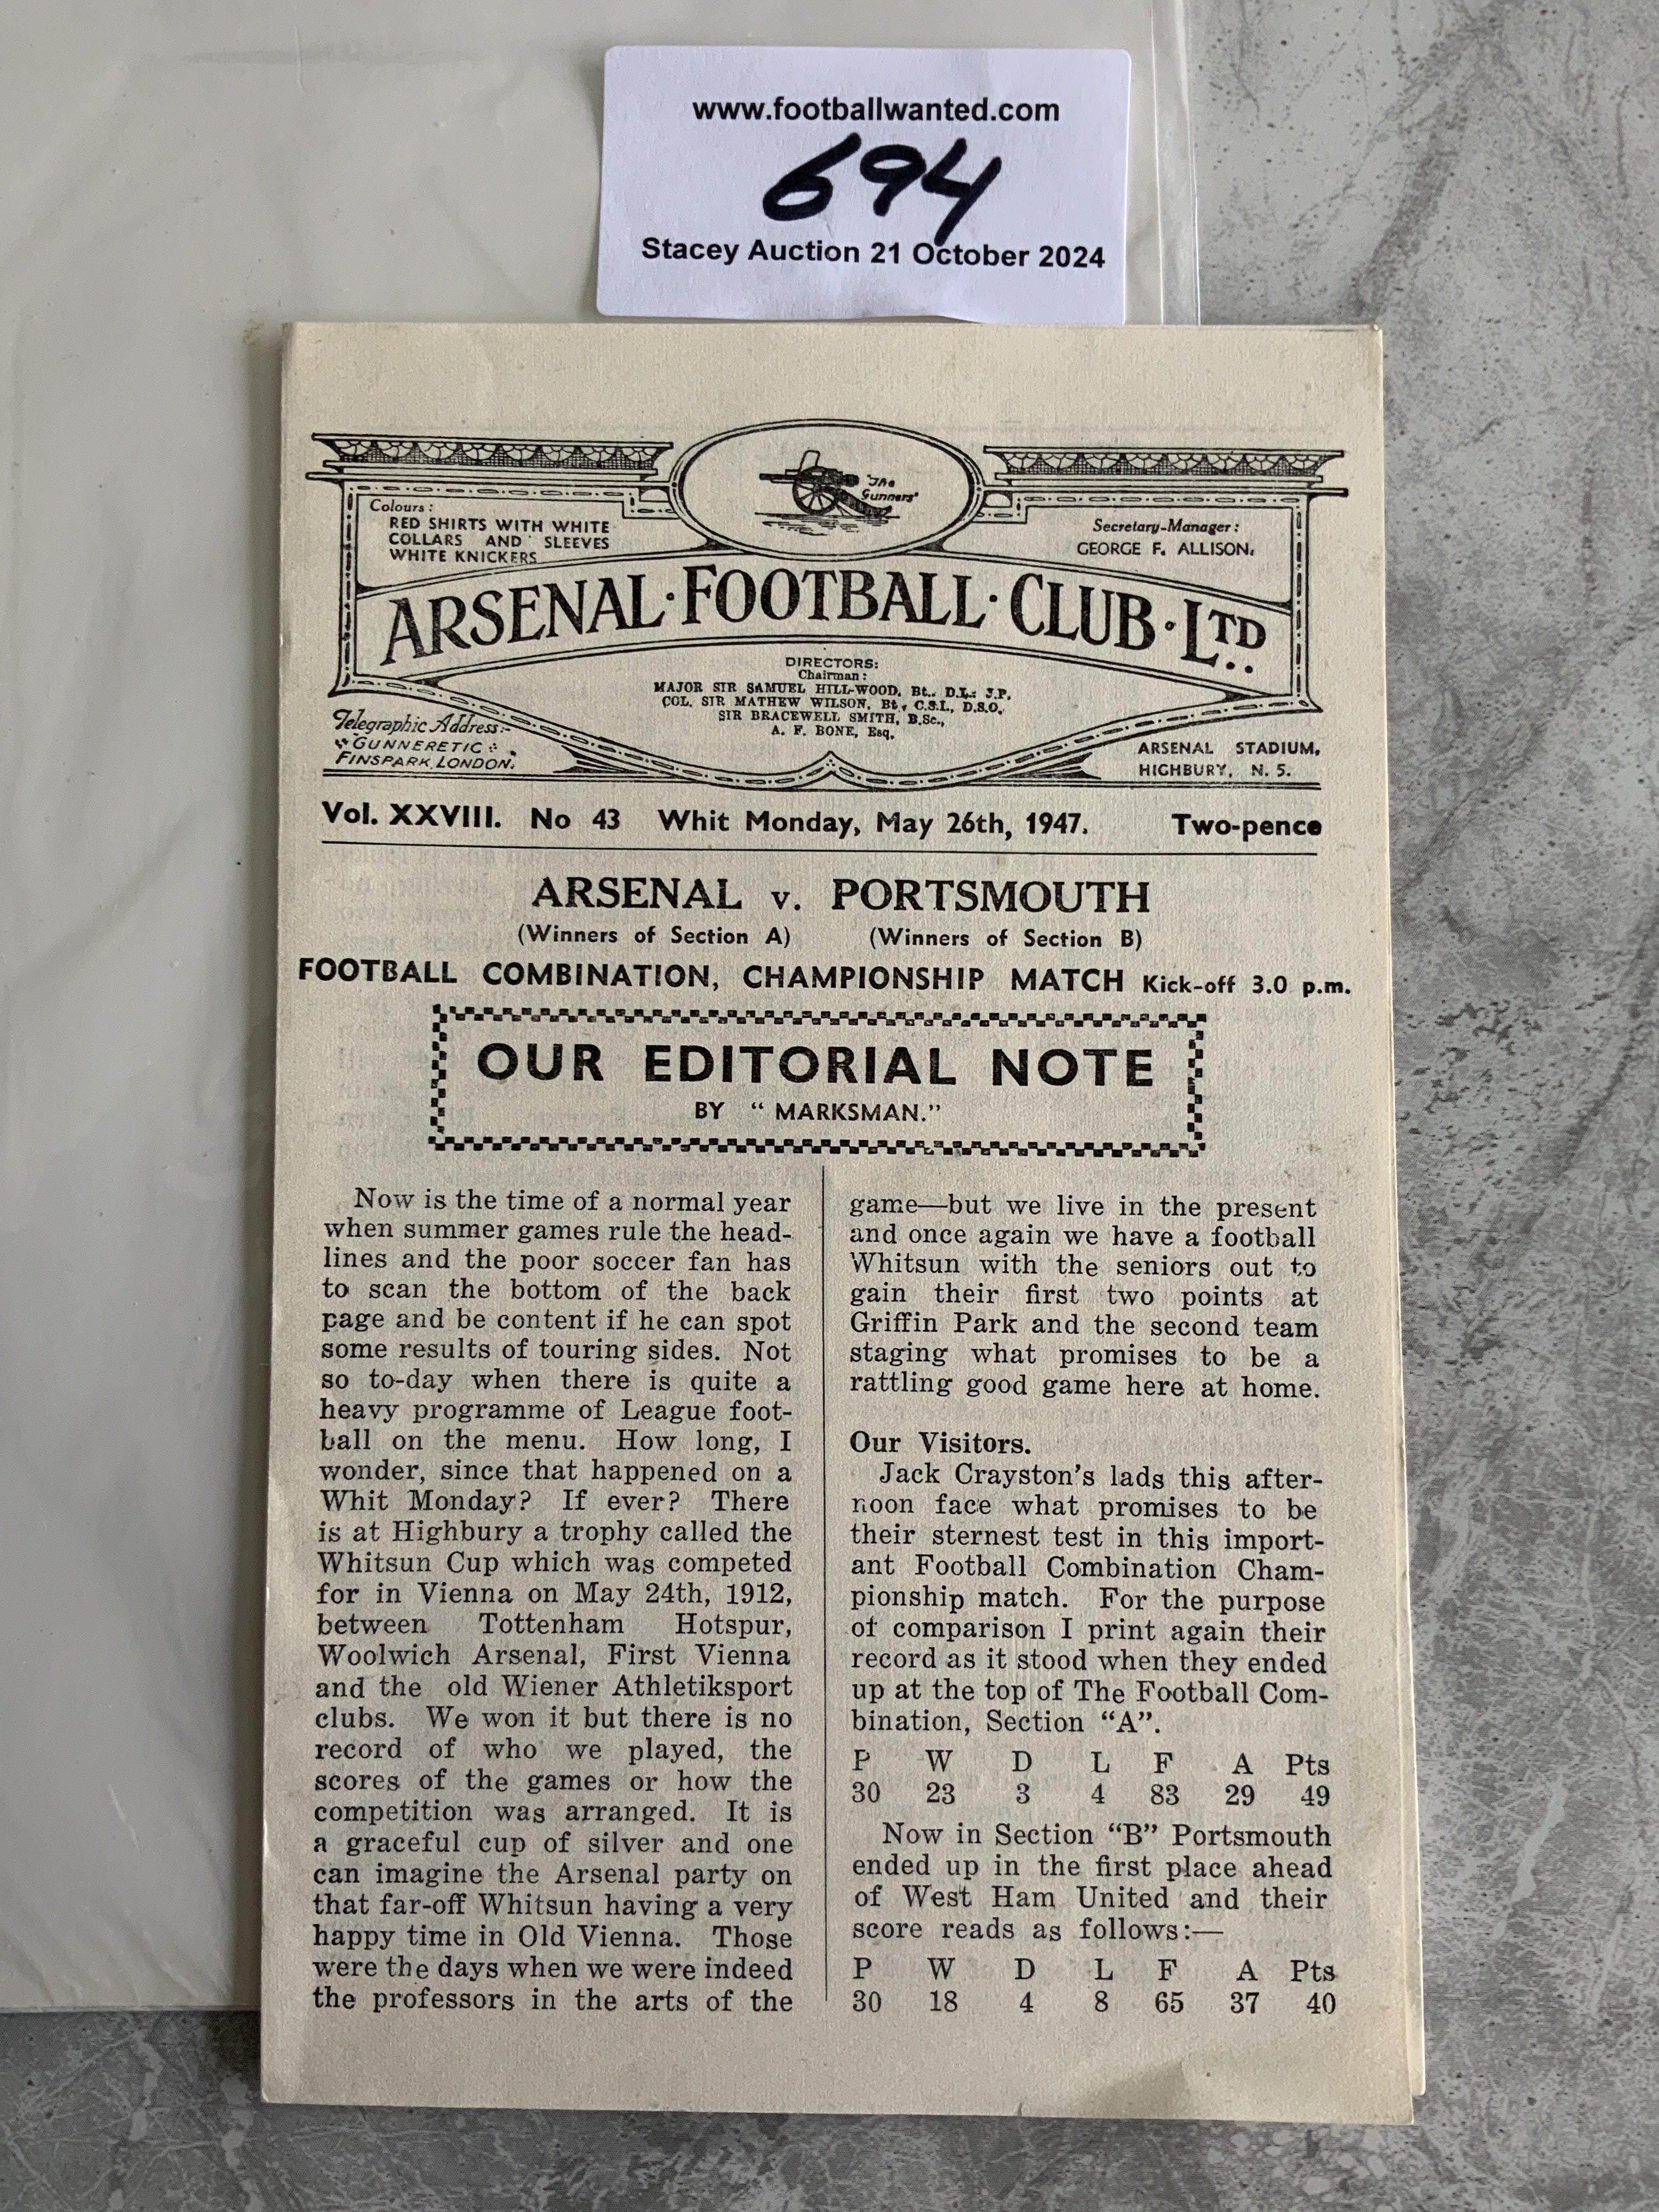 www.footballwanted.com
694
Stacey Auction 21 October 2024
"The
Gunners"
Colours:
RED SHIRTS WITH WHITE
COLLARS AND SLEEVES
WHITE KNICKERS
Secretary-Manager:
GEORGE F. ALLISON.
ARSENAL·FOOTBALL·CLUB·LTD..
DIRECTORS:
Chairman:
MAJOR SIR SAMUEL HILL-WOOD, Bt., D.L., J.P.
COL. SIR MATHEW WILSON, Bt., C.S.I., D.S.O.
SIR BRACEWELL SMITH, B.Sc.,
A. F. BONE, Esq.
Telegraphic Address:-
GUNNERETIC
FINSPARK, LONDON.
ARSENAL STADIUM,
HIGHBURY, N. 5.
Vol. XXVIII. No 43 Whit Monday, May 26th, 1947. Two-pence
ARSENAL v. PORTSMOUTH
(Winners of Section A) (Winners of Section B)
FOOTBALL COMBINATION, CHAMPIONSHIP MATCH Kick-off 3.0 p.m.
OUR EDITORIAL NOTE
BY "MARKSMAN."
Now is the time of a normal year
when summer games rule the head-
lines and the poor soccer fan has
to scan the bottom of the back
page and be content if he can spot
some results of touring sides. Not
so to-day when there is quite a
heavy programme of League foot-
ball on the menu. How long, I
wonder, since that happened on a
Whit Monday? If ever? There
is at Highbury a trophy called the
Whitsun Cup which was competed
for in Vienna on May 24th, 1912,
between Tottenham Hotspur,
Woolwich Arsenal, First Vienna
and the old Wiener Athletiksport
clubs. We won it but there is no
record of who we played, the
scores of the games or how the
competition was arranged. It is
a graceful cup of silver and one
can imagine the Arsenal party on
that far-off Whitsun having a very
happy time in Old Vienna. Those
were the days when we were indeed
the professors in the arts of the
game—but we live in the present
and once again we have a football
Whitsun with the seniors out to
gain their first two points at
Griffin Park and the second team
staging what promises to be a
rattling good game here at home.
Our Visitors.
Jack Crayston's lads this after-
noon face what promises to be
their sternest test in this import-
ant Football Combination Cham-
pionship match. For the purpose
of comparison I print again their
record as it stood when they ended
up at the top of The Football Com-
bination, Section "A".
P W D L F A Pts
30 23 3 4 83 29 49
Now in Section "B" Portsmouth
ended up in the first place ahead
of West Ham United and their
score reads as follows:—
P W D L F A Pts
30 18 4 8 65 37 40